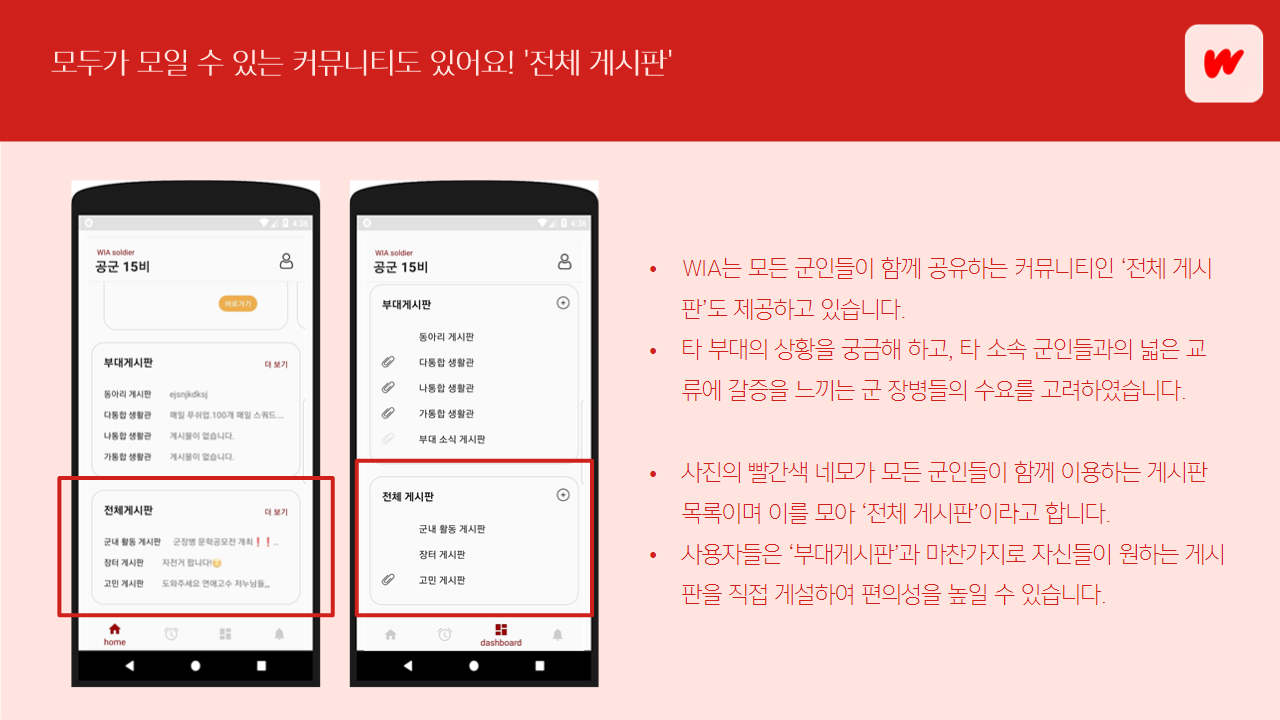 모두가 모일 수 있는 커뮤니티도 있어요! '전체 게시판'
W
4:36
WIA soldier
공군 15비
바로가기
부대게시판
더 보기
동아리 게시판 ejsnjkdksj
다통합 생활관 매일 푸쉬업.100개 매일 스쿼드....
나통합 생활관 게시물이 없습니다.
가통합 생활관 게시물이 없습니다.
전체게시판
더 보기
군내 활동 게시판 군장병 문학공모전 개최❗❗...
장터 게시판 자전거 팝니다!
고민 게시판 도와주세요 연애고수 저누님들,,,
home
4:36
WIA soldier
공군 15비
부대게시판
동아리 게시판
다통합 생활관
나통합 생활관
가통합 생활관
부대 소식 게시판
전체 게시판
군내 활동 게시판
장터 게시판
고민 게시판
dashboard
• WIA는 모든 군인들이 함께 공유하는 커뮤니티인 ‘전체 게시
판’도 제공하고 있습니다.
• 타 부대의 상황을 궁금해 하고, 타 소속 군인들과의 넓은 교
류에 갈증을 느끼는 군 장병들의 수요를 고려하였습니다.
• 사진의 빨간색 네모가 모든 군인들이 함께 이용하는 게시판
목록이며 이를 모아 ‘전체 게시판’이라고 합니다.
• 사용자들은 ‘부대게시판’과 마찬가지로 자신들이 원하는 게시
판을 직접 게설하여 편의성을 높일 수 있습니다.